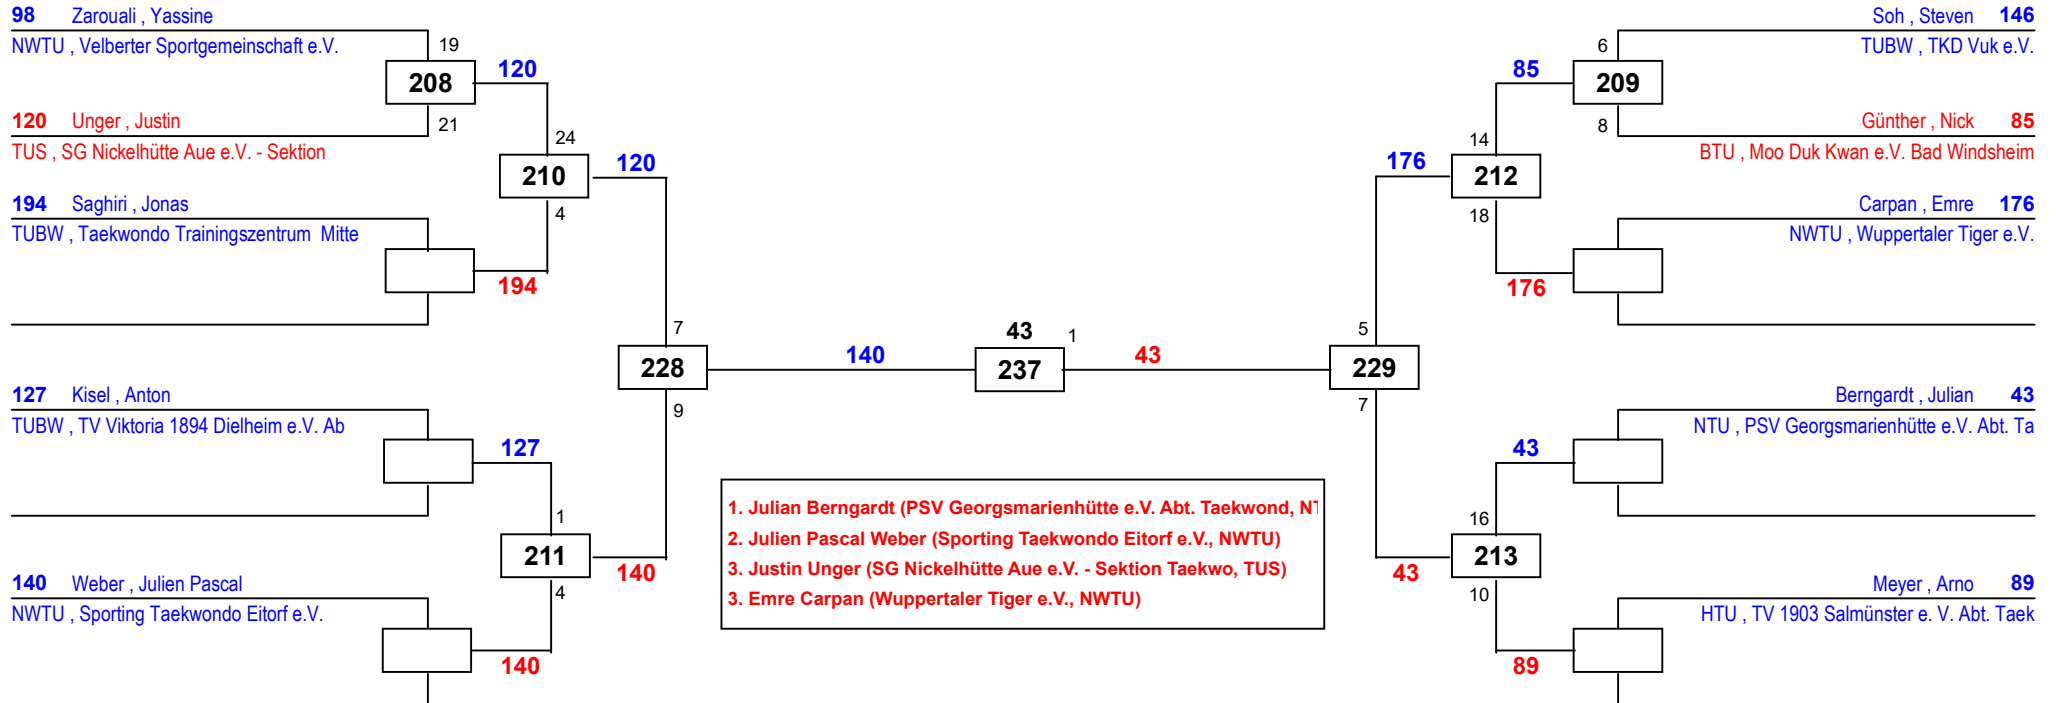 98 Zarouali , Yassine
NWTU , Velberter Sportgemeinschaft e.V.
19
208
120
21
120 Unger , Justin
TUS , SG Nickelhütte Aue e.V. - Sektion
24
210
120
4
194 Saghiri , Jonas
TUBW , Taekwondo Trainingszentrum Mitte
194
7
228
140
9
127 Kisel , Anton
TUBW , TV Viktoria 1894 Dielheim e.V. Ab
127
1
211
140
4
140 Weber , Julien Pascal
NWTU , Sporting Taekwondo Eitorf e.V.
140
43
1
237
43
1. Julian Berngardt (PSV Georgsmarienhütte e.V. Abt. Taekwond, NT
2. Julien Pascal Weber (Sporting Taekwondo Eitorf e.V., NWTU)
3. Justin Unger (SG Nickelhütte Aue e.V. - Sektion Taekwo, TUS)
3. Emre Carpan (Wuppertaler Tiger e.V., NWTU)
Soh , Steven 146
TUBW , TKD Vuk e.V.
6
85
209
8
Günther , Nick 85
BTU , Moo Duk Kwan e.V. Bad Windsheim
14
176
212
18
Carpan , Emre 176
NWTU , Wuppertaler Tiger e.V.
176
5
229
7
Berngardt , Julian 43
NTU , PSV Georgsmarienhütte e.V. Abt. Ta
43
16
213
43
10
Meyer , Arno 89
HTU , TV 1903 Salmünster e. V. Abt. Taek
89